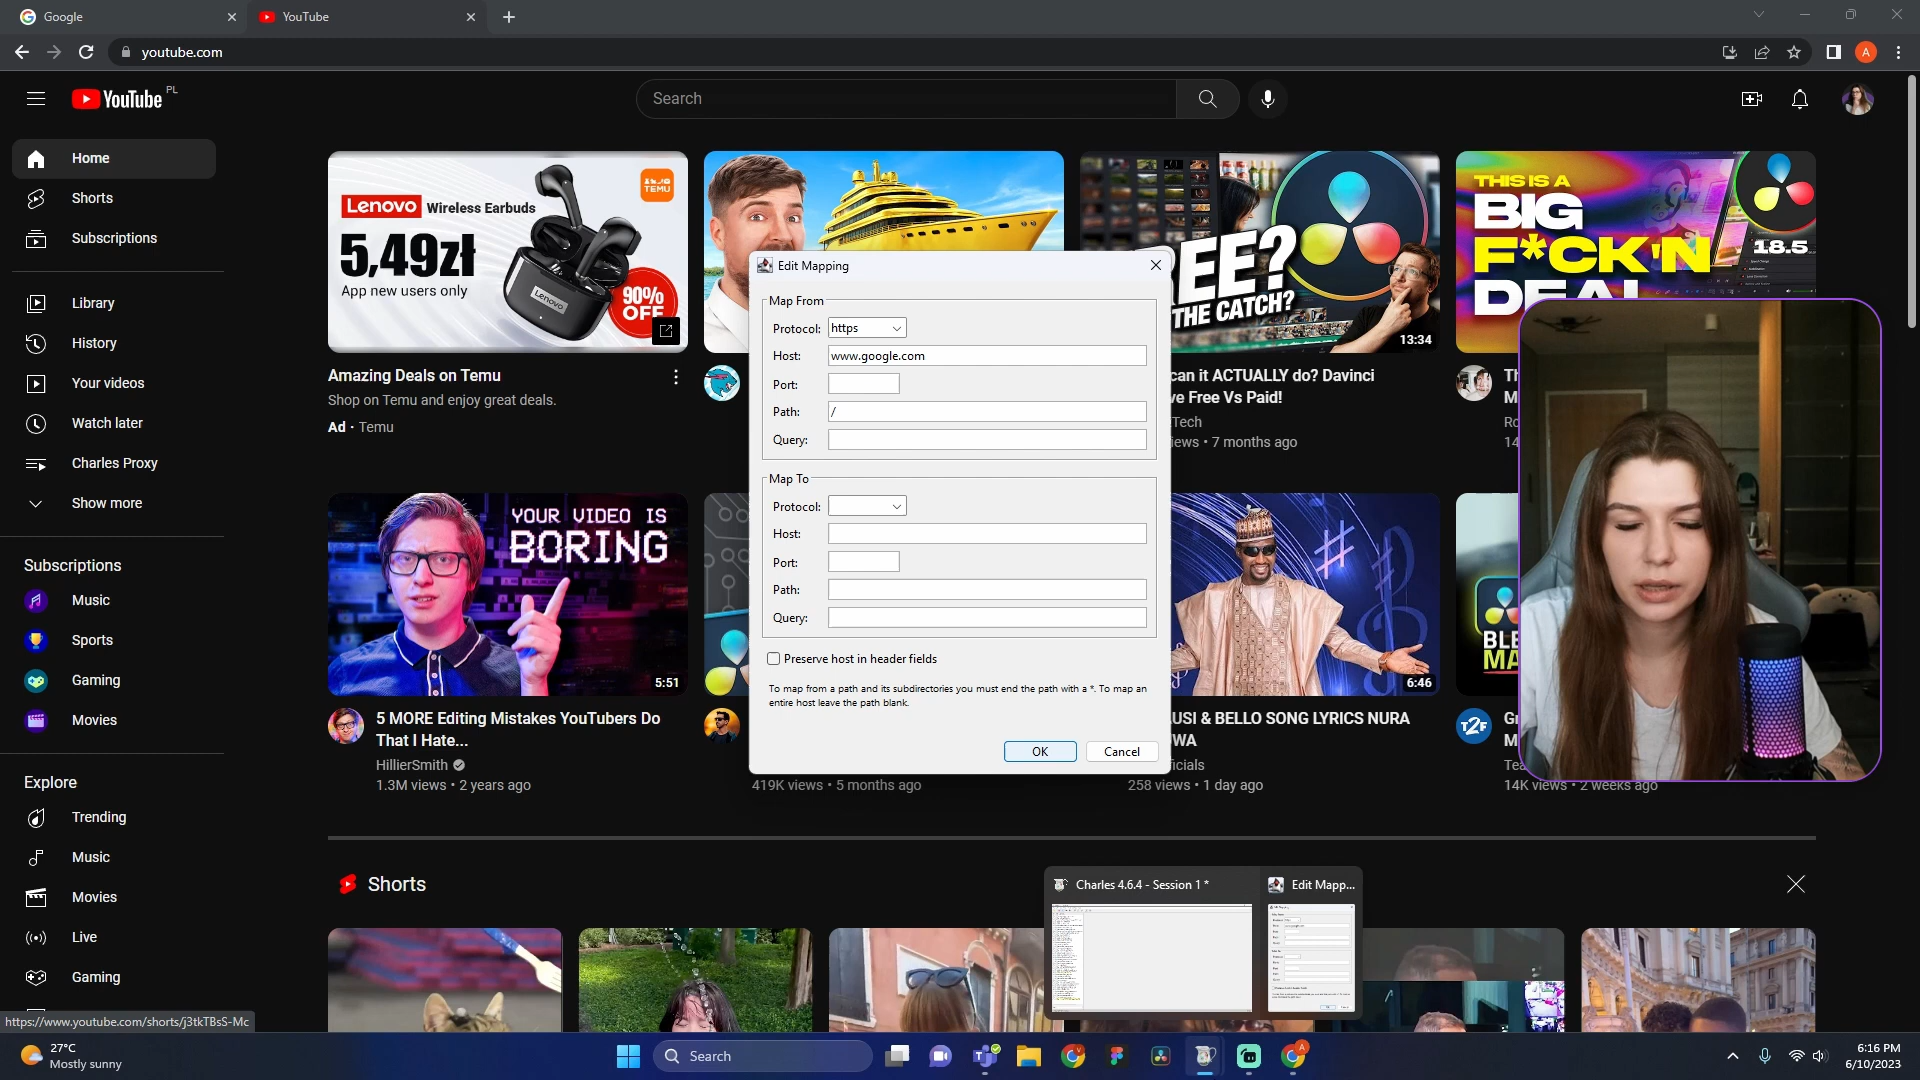 Google
YouTube
youtube.com
A
YouTube PL
Search
Home
Shorts
Subscriptions
Library
History
Your videos
Watch later
Charles Proxy
Show more
Subscriptions
Music
Sports
Gaming
Movies
Explore
Trending
Music
Movies
Live
Gaming
https://www.youtube.com/shorts/j3tkTBsS-Mc
Lenovo Wireless Earbuds
5,49zł
App new users only
TEMU
Lenovo
90%
OFF
Amazing Deals on Temu
Shop on Temu and enjoy great deals.
Ad · Temu
EE?
THE CATCH?
13:34
can it ACTUALLY do? Davinci
ve Free Vs Paid!
Tech
iews • 7 months ago
THIS IS A
BIG
F*CK'N
DEAL
18.5
Edit Mapping
Map From
Protocol: https
Host: www.google.com
Port:
Path: /
Query:
Map To
Protocol:
Host:
Port:
Path:
Query:
Preserve host in header fields
To map from a path and its subdirectories you must end the path with a *. To map an
entire host leave the path blank.
OK
Cancel
YOUR VIDEO IS
BORING
5:51
5 MORE Editing Mistakes YouTubers Do
That I Hate...
HillierSmith
1.3M views • 2 years ago
419K views • 5 months ago
6:46
USI & BELLO SONG LYRICS NURA
WA
icials
258 views • 1 day ago
T2F
14K views • 2 weeks ago
Shorts
Charles 4.6.4 - Session 1 *
Edit Mapp...
27°C
Mostly sunny
Search
6:16 PM
6/10/2023